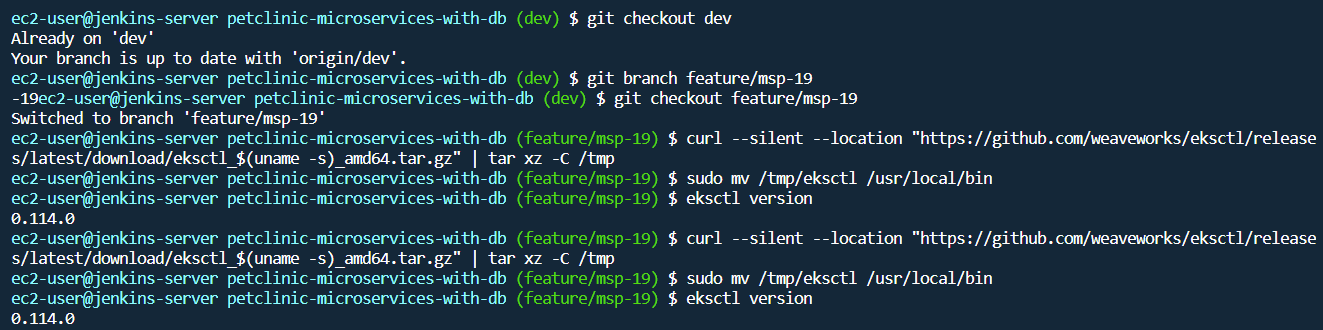 ec2-user@jenkins-server petclinic-microservices-with-db (dev) $ git checkout dev
Already on 'dev'
Your branch is up to date with 'origin/dev'.
ec2-user@jenkins-server petclinic-microservices-with-db (dev) $ git branch feature/msp-19
-19ec2-user@jenkins-server petclinic-microservices-with-db (dev) $ git checkout feature/msp-19
Switched to branch 'feature/msp-19'
ec2-user@jenkins-server petclinic-microservices-with-db (feature/msp-19) $ curl --silent --location "https://github.com/weaveworks/eksctl/release
s/latest/download/eksctl_$(uname -s)_amd64.tar.gz" | tar xz -C /tmp
ec2-user@jenkins-server petclinic-microservices-with-db (feature/msp-19) $ sudo mv /tmp/eksctl /usr/local/bin
ec2-user@jenkins-server petclinic-microservices-with-db (feature/msp-19) $ eksctl version
0.114.0
ec2-user@jenkins-server petclinic-microservices-with-db (feature/msp-19) $ curl --silent --location "https://github.com/weaveworks/eksctl/release
s/latest/download/eksctl_$(uname -s)_amd64.tar.gz" | tar xz -C /tmp
ec2-user@jenkins-server petclinic-microservices-with-db (feature/msp-19) $ sudo mv /tmp/eksctl /usr/local/bin
ec2-user@jenkins-server petclinic-microservices-with-db (feature/msp-19) $ eksctl version
0.114.0